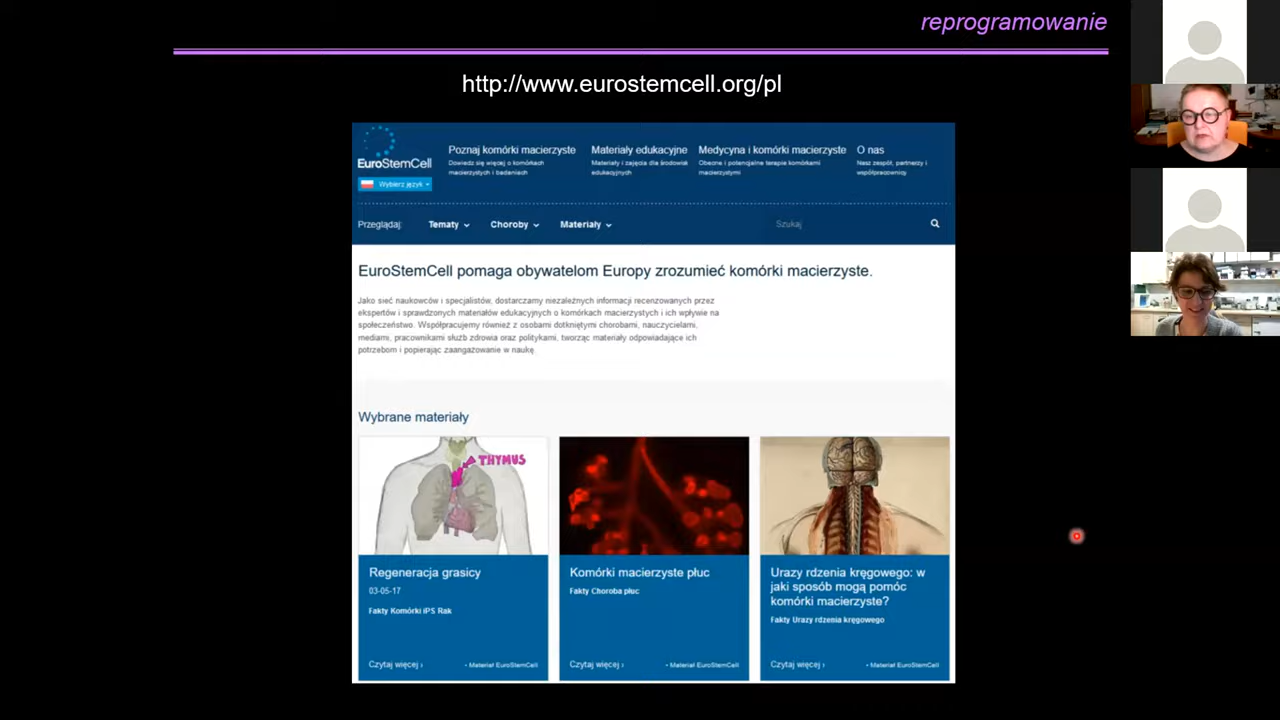 reprogramowanie
http://www.eurostemcell.org/pl
EuroStemCell
Wybierz język
Poznaj komórki macierzyste
Dowiedz się więcej o komórkach
macierzystych i badaniach
Materiały edukacyjne
Materiały i zajęcia dla środowisk
edukacyjnych
Medycyna i komórki macierzyste
Obecne i potencjalne terapie komórkami
macierzystymi
O nas
Nasz zespół, partnerzy i
współpracownicy
Przeglądaj: Tematy Choroby Materiały Szukaj
EuroStemCell pomaga obywatelom Europy zrozumieć komórki macierzyste.
Jako sieć naukowców i specjalistów, dostarczamy niezależnych informacji recenzowanych przez
ekspertów i sprawdzonych materiałów edukacyjnych o komórkach macierzystych i ich wpływie na
społeczeństwo. Współpracujemy również z osobami dotkniętymi chorobami, nauczycielami,
mediami, pracownikami służb zdrowia oraz politykami, tworząc materiały odpowiadające ich
potrzebom i popierając zaangażowanie w naukę
Wybrane materiały
THYMUS
Regeneracja grasicy
03-05-17
Fakty Komórki iPS Rak
Czytaj więcej ›
• Materiał EuroStemCell
Komórki macierzyste płuc
Fakty Choroba płuc
Czytaj więcej ›
• Materiał EuroStemCell
Urazy rdzenia kręgowego: w
jaki sposób mogą pomóc
komórki macierzyste?
Fakty Urazy rdzenia kręgowego
Czytaj więcej ›
• Materiał EuroStemCell